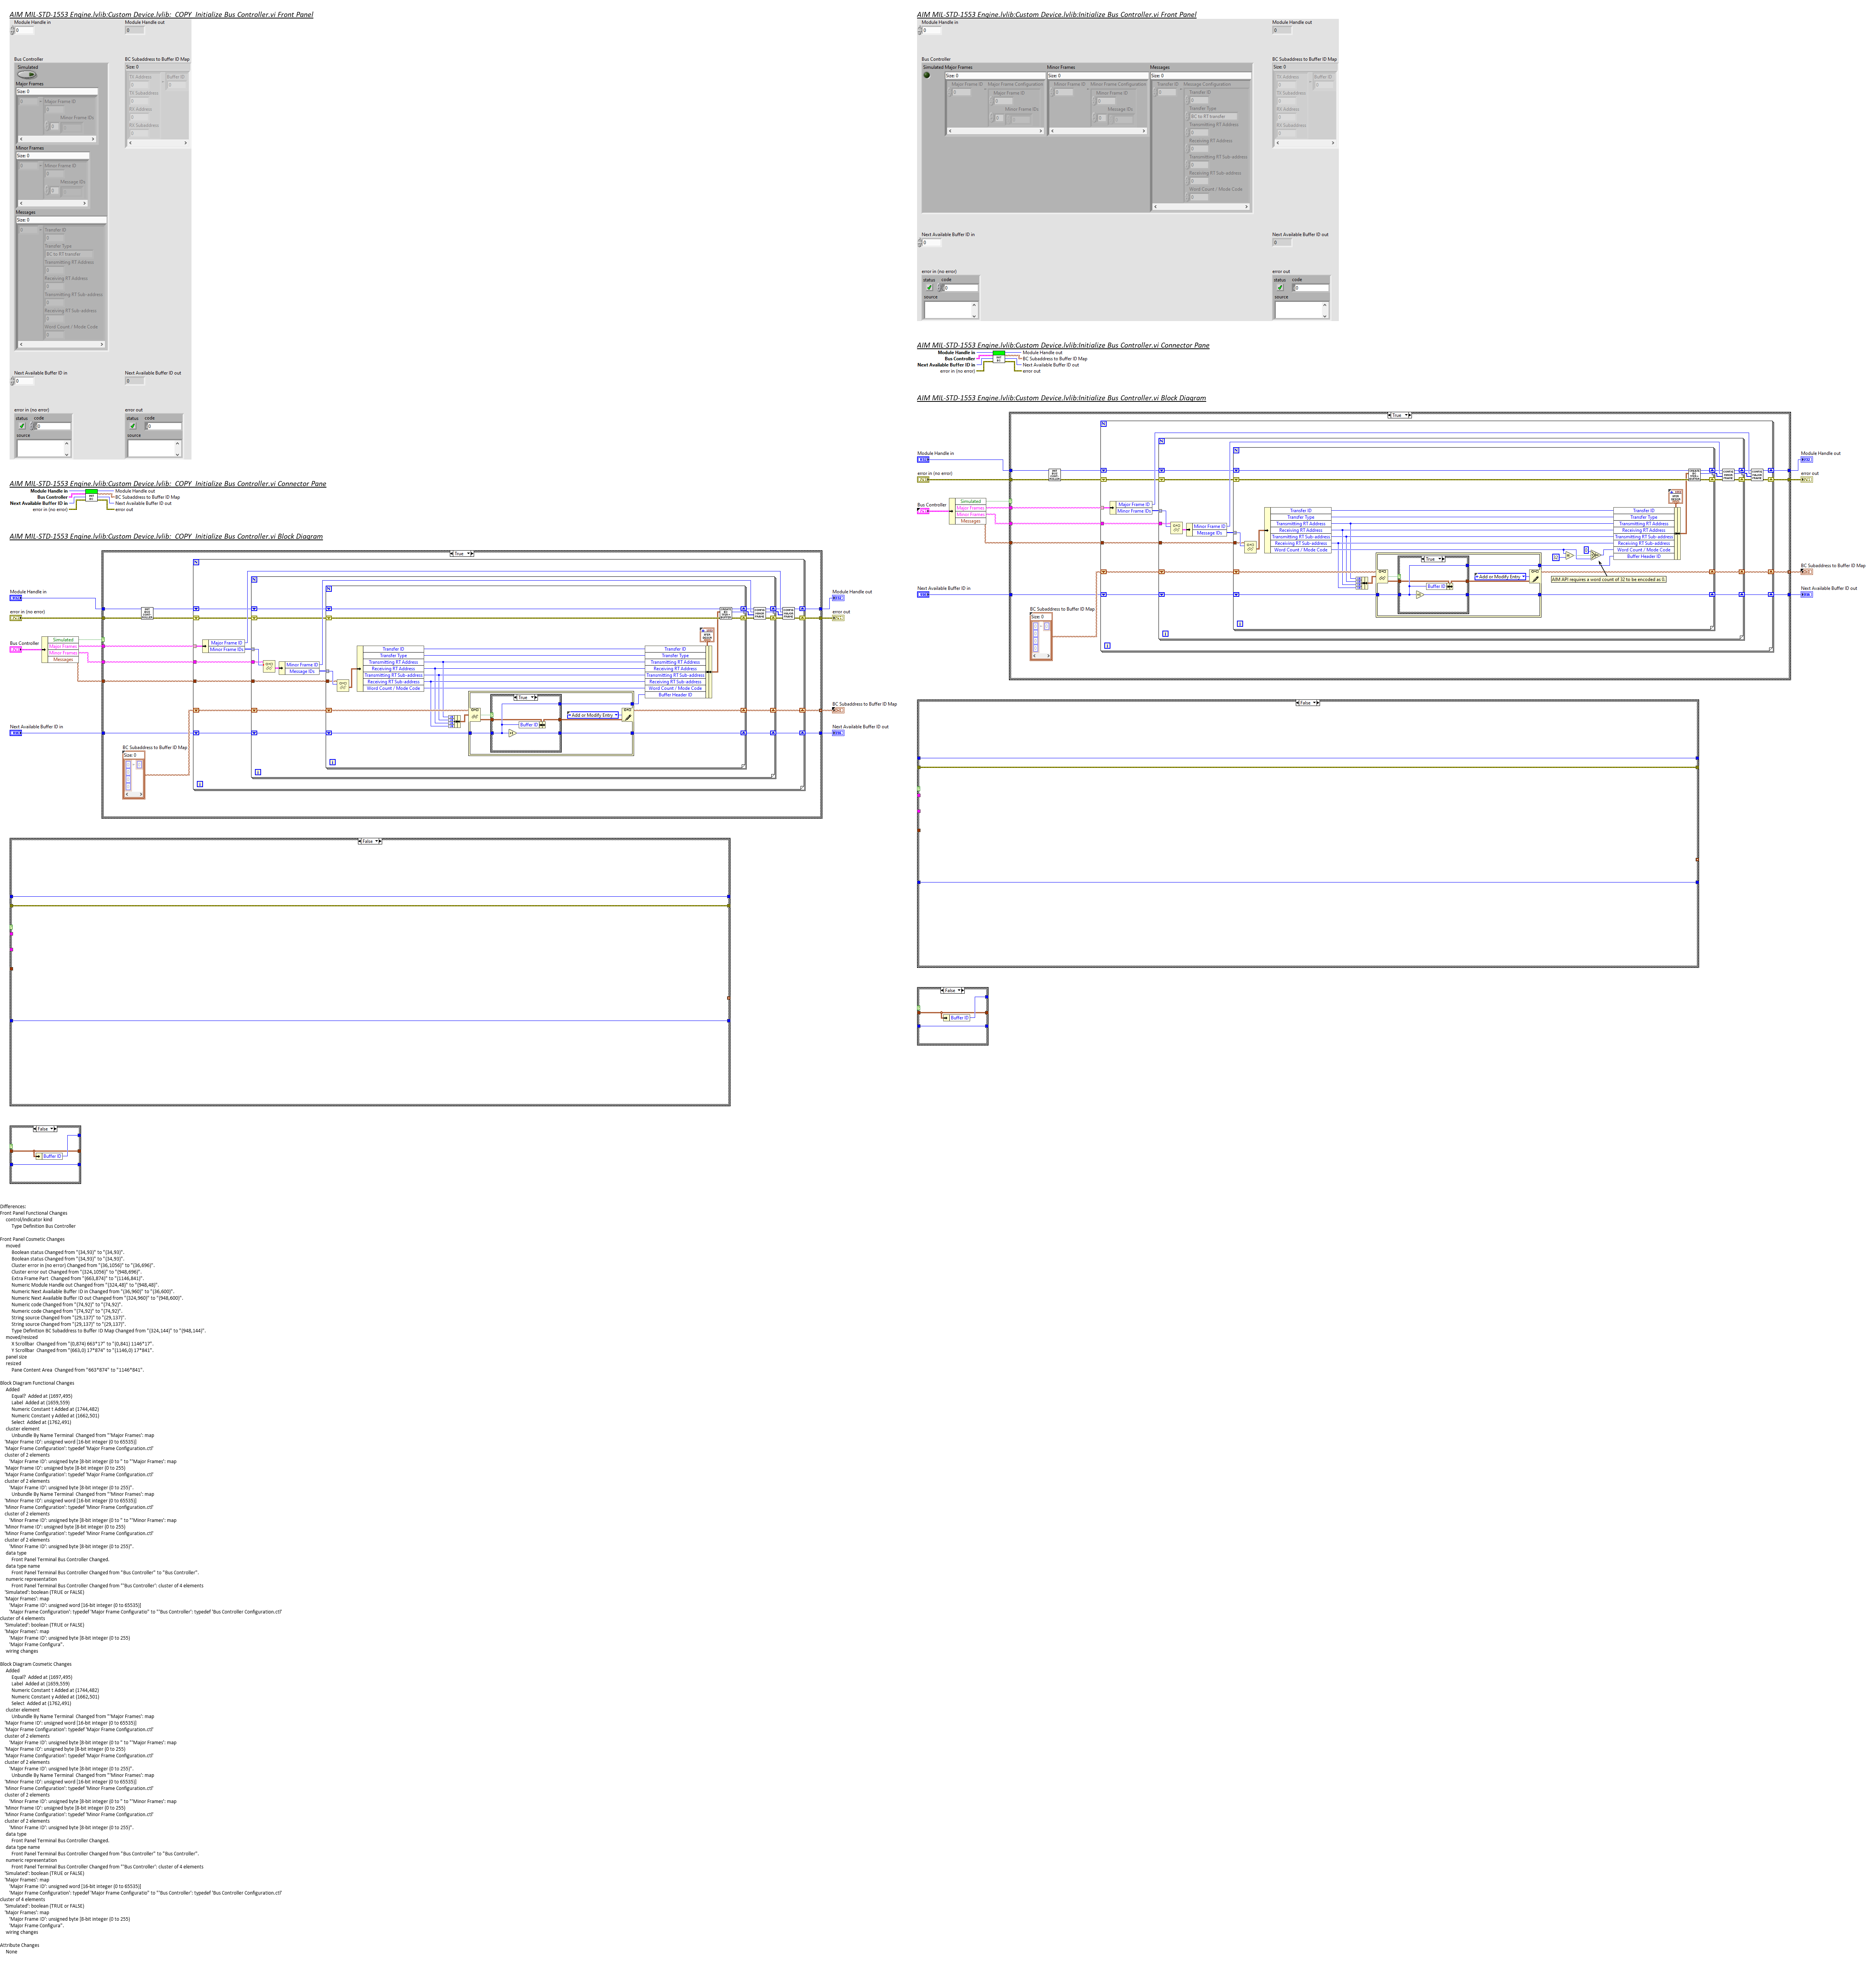 AIM MIL-STD-1553 Engine.lvlib:Custom Device.lvlib:  COPY  Initialize Bus Controller.vi Front Panel
Module Handle in
0
Module Handle out
0
Bus Controller
Simulated
Major Frames
Size: 0
Major Frame ID
Minor Frame IDs
Minor Frames
Size: 0
Minor Frame ID
Message IDs
Messages
Size: 0
Transfer ID
Transfer Type
BC to RT transfer
Transmitting RT Address
Receiving RT Address
Transmitting RT Sub-address
Receiving RT Sub-address
Word Count / Mode Code
BC Subaddress to Buffer ID Map
Size: 0
TX Address
Buffer ID
TX Subaddress
RX Address
RX Subaddress
Next Available Buffer ID in
0
Next Available Buffer ID out
0
error in (no error)
status code
0
source
error out
status code
0
source
AIM MIL-STD-1553 Engine.lvlib:Custom Device.lvlib:  COPY  Initialize Bus Controller.vi Connector Pane
Module Handle in
Bus Controller
Next Available Buffer ID in
error in (no error)
Module Handle out
BC Subaddress to Buffer ID Map
Next Available Buffer ID out
error out
AIM MIL-STD-1553 Engine.lvlib:Custom Device.lvlib:  COPY  Initialize Bus Controller.vi Block Diagram
True
Module Handle in
error in (no error)
Bus Controller
Simulated
Major Frames
Minor Frames
Messages
Major Frame ID
Minor Frame IDs
Minor Frame ID
Message IDs
Transfer ID
Transfer Type
Transmitting RT Address
Receiving RT Address
Transmitting RT Sub-address
Receiving RT Sub-address
Word Count / Mode Code
Transfer ID
Transfer Type
Transmitting RT Address
Receiving RT Address
Transmitting RT Sub-address
Receiving RT Sub-address
Word Count / Mode Code
Buffer Header ID
True
Buffer ID
Add or Modify Entry
Next Available Buffer ID in
BC Subaddress to Buffer ID Map
Size: 0
Module Handle out
error out
BC Subaddress to Buffer ID Map
Next Available Buffer ID out
False
False
Buffer ID
AIM MIL-STD-1553 Engine.lvlib:Custom Device.lvlib:Initialize Bus Controller.vi Front Panel
Module Handle in
0
Module Handle out
0
Bus Controller
Simulated Major Frames
Size: 0
Major Frame ID Major Frame Configuration
Major Frame ID
Minor Frame IDs
Minor Frames
Size: 0
Minor Frame ID Minor Frame Configuration
Minor Frame ID
Message IDs
Messages
Size: 0
Transfer ID Message Configuration
Transfer ID
Transfer Type
BC to RT transfer
Transmitting RT Address
Receiving RT Address
Transmitting RT Sub-address
Receiving RT Sub-address
Word Count / Mode Code
BC Subaddress to Buffer ID Map
Size: 0
TX Address
Buffer ID
TX Subaddress
RX Address
RX Subaddress
Next Available Buffer ID in
0
Next Available Buffer ID out
0
error in (no error)
status code
0
source
error out
status code
0
source
AIM MIL-STD-1553 Engine.lvlib:Custom Device.lvlib:Initialize Bus Controller.vi Connector Pane
Module Handle in
Bus Controller
Next Available Buffer ID in
error in (no error)
Module Handle out
BC Subaddress to Buffer ID Map
Next Available Buffer ID out
error out
AIM MIL-STD-1553 Engine.lvlib:Custom Device.lvlib:Initialize Bus Controller.vi Block Diagram
True
Module Handle in
error in (no error)
Bus Controller
Simulated
Major Frames
Minor Frames
Messages
Major Frame ID
Minor Frame IDs
Minor Frame ID
Message IDs
Transfer ID
Transfer Type
Transmitting RT Address
Receiving RT Address
Transmitting RT Sub-address
Receiving RT Sub-address
Word Count / Mode Code
Transfer ID
Transfer Type
Transmitting RT Address
Receiving RT Address
Transmitting RT Sub-address
Receiving RT Sub-address
Word Count / Mode Code
Buffer Header ID
32
0
AIM API requires a word count of 32 to be encoded as 0.
True
Buffer ID
Add or Modify Entry
Next Available Buffer ID in
BC Subaddress to Buffer ID Map
Size: 0
Module Handle out
error out
BC Subaddress to Buffer ID Map
Next Available Buffer ID out
False
False
Buffer ID
Differences:
Front Panel Functional Changes
control/indicator kind
Type Definition Bus Controller
Front Panel Cosmetic Changes
moved
Boolean status Changed from "(34,93)" to "(34,93)".
Boolean status Changed from "(34,93)" to "(34,93)".
Cluster error in (no error) Changed from "(36,1056)" to "(36,696)".
Cluster error out Changed from "(324,1056)" to "(948,696)".
Extra Frame Part  Changed from "(663,874)" to "(1146,841)".
Numeric Module Handle out Changed from "(324,48)" to "(948,48)".
Numeric Next Available Buffer ID in Changed from "(36,960)" to "(36,600)".
Numeric Next Available Buffer ID out Changed from "(324,960)" to "(948,600)".
Numeric code Changed from "(74,92)" to "(74,92)".
Numeric code Changed from "(74,92)" to "(74,92)".
String source Changed from "(29,137)" to "(29,137)".
String source Changed from "(29,137)" to "(29,137)".
Type Definition BC Subaddress to Buffer ID Map Changed from "(324,144)" to "(948,144)".
moved/resized
X Scrollbar  Changed from "(0,874) 663*17" to "(0,841) 1146*17".
Y Scrollbar  Changed from "(663,0) 17*874" to "(1146,0) 17*841".
panel size
resized
Pane Content Area  Changed from "663*874" to "1146*841".
Block Diagram Functional Changes
Added
Equal?  Added at (1697,495)
Label  Added at (1659,559)
Numeric Constant t Added at (1744,482)
Numeric Constant y Added at (1662,501)
Select  Added at (1762,491)
cluster element
Unbundle By Name Terminal  Changed from "'Major Frames': map
'Major Frame ID': unsigned word [16-bit integer (0 to 65535)]
'Major Frame Configuration': typedef 'Major Frame Configuration.ctl'
cluster of 2 elements
'Major Frame ID': unsigned byte [8-bit integer (0 to " to "'Major Frames': map
'Major Frame ID': unsigned byte [8-bit integer (0 to 255)
'Major Frame Configuration': typedef 'Major Frame Configuration.ctl'
cluster of 2 elements
'Major Frame ID': unsigned byte [8-bit integer (0 to 255)".
Unbundle By Name Terminal  Changed from "'Minor Frames': map
'Minor Frame ID': unsigned word [16-bit integer (0 to 65535)]
'Minor Frame Configuration': typedef 'Minor Frame Configuration.ctl'
cluster of 2 elements
'Minor Frame ID': unsigned byte [8-bit integer (0 to " to "'Minor Frames': map
'Minor Frame ID': unsigned byte [8-bit integer (0 to 255)
'Minor Frame Configuration': typedef 'Minor Frame Configuration.ctl'
cluster of 2 elements
'Minor Frame ID': unsigned byte [8-bit integer (0 to 255)".
data type
Front Panel Terminal Bus Controller Changed.
data type name
Front Panel Terminal Bus Controller Changed from "Bus Controller" to "Bus Controller".
numeric representation
Front Panel Terminal Bus Controller Changed from "'Bus Controller': cluster of 4 elements
'Simulated': boolean (TRUE or FALSE)
'Major Frames': map
'Major Frame ID': unsigned word [16-bit integer (0 to 65535)]
'Major Frame Configuration': typedef 'Major Frame Configuratio" to "'Bus Controller': typedef 'Bus Controller Configuration.ctl'
cluster of 4 elements
'Simulated': boolean (TRUE or FALSE)
'Major Frames': map
'Major Frame ID': unsigned byte [8-bit integer (0 to 255)
'Major Frame Configura".
wiring changes
Block Diagram Cosmetic Changes
Added
Equal?  Added at (1697,495)
Label  Added at (1659,559)
Numeric Constant t Added at (1744,482)
Numeric Constant y Added at (1662,501)
Select  Added at (1762,491)
cluster element
Unbundle By Name Terminal  Changed from "'Major Frames': map
'Major Frame ID': unsigned word [16-bit integer (0 to 65535)]
'Major Frame Configuration': typedef 'Major Frame Configuration.ctl'
cluster of 2 elements
'Major Frame ID': unsigned byte [8-bit integer (0 to " to "'Major Frames': map
'Major Frame ID': unsigned byte [8-bit integer (0 to 255)
'Major Frame Configuration': typedef 'Major Frame Configuration.ctl'
cluster of 2 elements
'Major Frame ID': unsigned byte [8-bit integer (0 to 255)".
Unbundle By Name Terminal  Changed from "'Minor Frames': map
'Minor Frame ID': unsigned word [16-bit integer (0 to 65535)]
'Minor Frame Configuration': typedef 'Minor Frame Configuration.ctl'
cluster of 2 elements
'Minor Frame ID': unsigned byte [8-bit integer (0 to " to "'Minor Frames': map
'Minor Frame ID': unsigned byte [8-bit integer (0 to 255)
'Minor Frame Configuration': typedef 'Minor Frame Configuration.ctl'
cluster of 2 elements
'Minor Frame ID': unsigned byte [8-bit integer (0 to 255)".
data type
Front Panel Terminal Bus Controller Changed.
data type name
Front Panel Terminal Bus Controller Changed from "Bus Controller" to "Bus Controller".
numeric representation
Front Panel Terminal Bus Controller Changed from "'Bus Controller': cluster of 4 elements
'Simulated': boolean (TRUE or FALSE)
'Major Frames': map
'Major Frame ID': unsigned word [16-bit integer (0 to 65535)]
'Major Frame Configuration': typedef 'Major Frame Configuratio" to "'Bus Controller': typedef 'Bus Controller Configuration.ctl'
cluster of 4 elements
'Simulated': boolean (TRUE or FALSE)
'Major Frames': map
'Major Frame ID': unsigned byte [8-bit integer (0 to 255)
'Major Frame Configura".
wiring changes
Attribute Changes
None